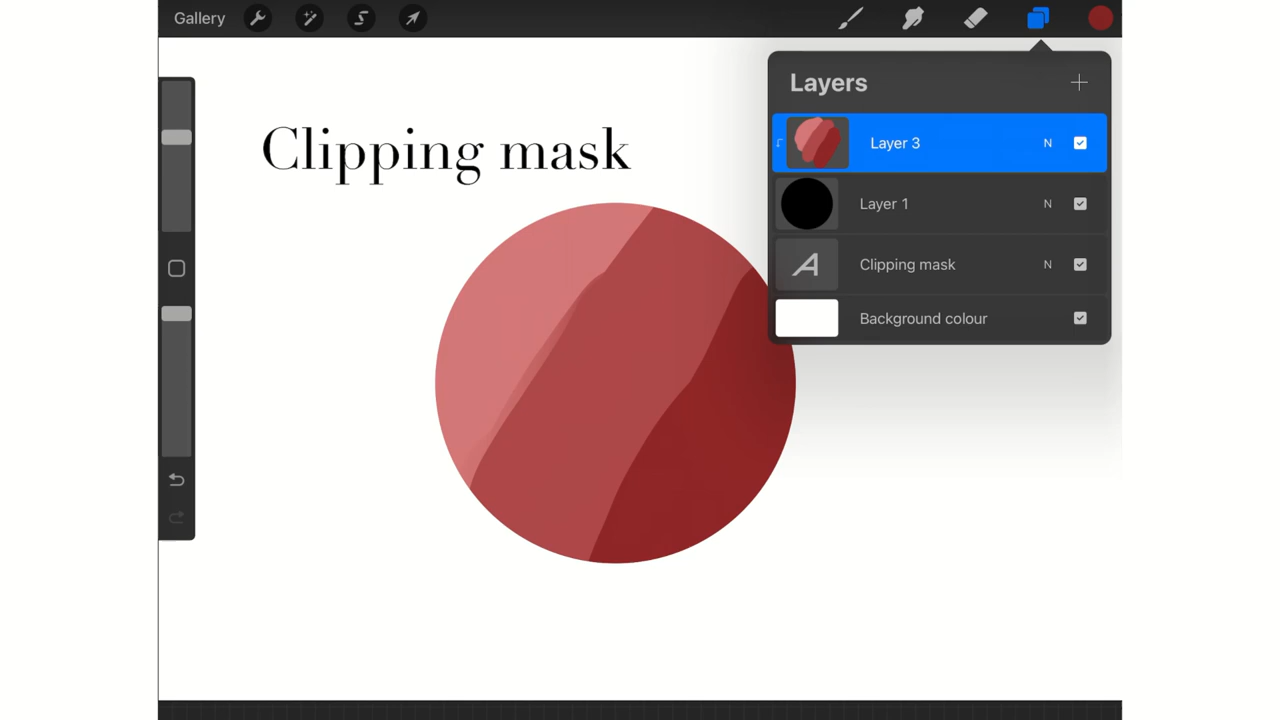 Gallery
Clipping mask
Layers
Layer 3 N
Layer 1 N
A Clipping mask N
Background colour